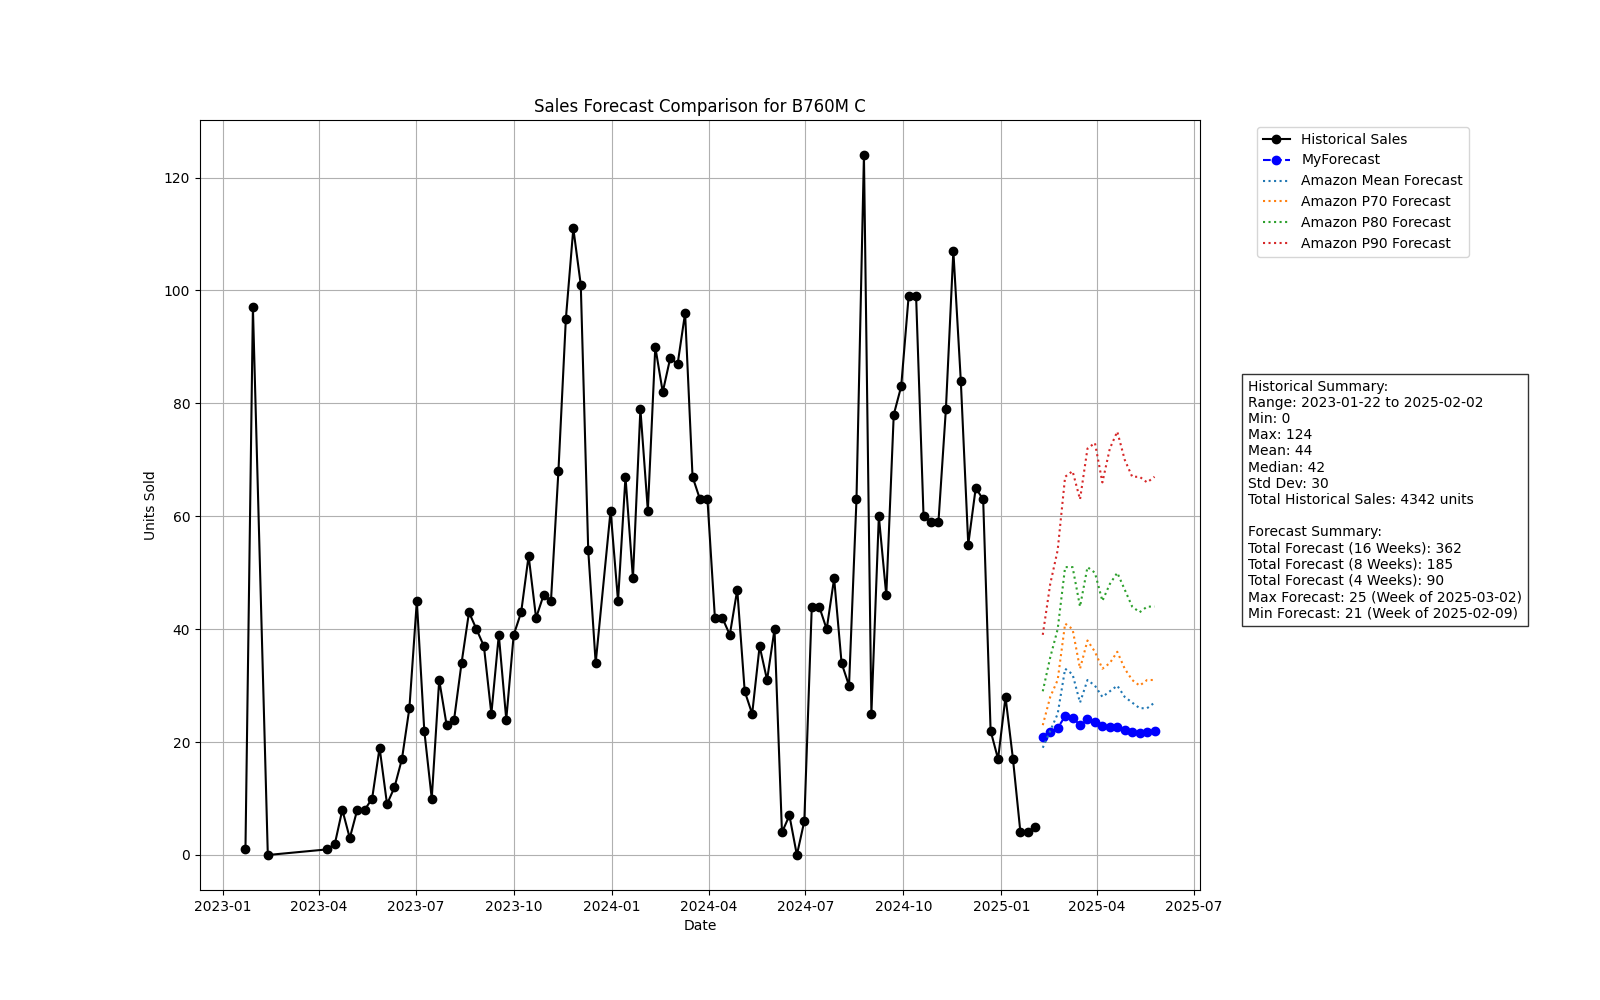 Sales Forecast Comparison for B760M C
Units Sold
120
100
80
60
40
20
0
2023-01
2023-04
2023-07
2023-10
2024-01
2024-04
2024-07
2024-10
2025-01
2025-04
2025-07
Date
Historical Sales
MyForecast
Amazon Mean Forecast
Amazon P70 Forecast
Amazon P80 Forecast
Amazon P90 Forecast
Historical Summary:
Range: 2023-01-22 to 2025-02-02
Min: 0
Max: 124
Mean: 44
Median: 42
Std Dev: 30
Total Historical Sales: 4342 units
Forecast Summary:
Total Forecast (16 Weeks): 362
Total Forecast (8 Weeks): 185
Total Forecast (4 Weeks): 90
Max Forecast: 25 (Week of 2025-03-02)
Min Forecast: 21 (Week of 2025-02-09)